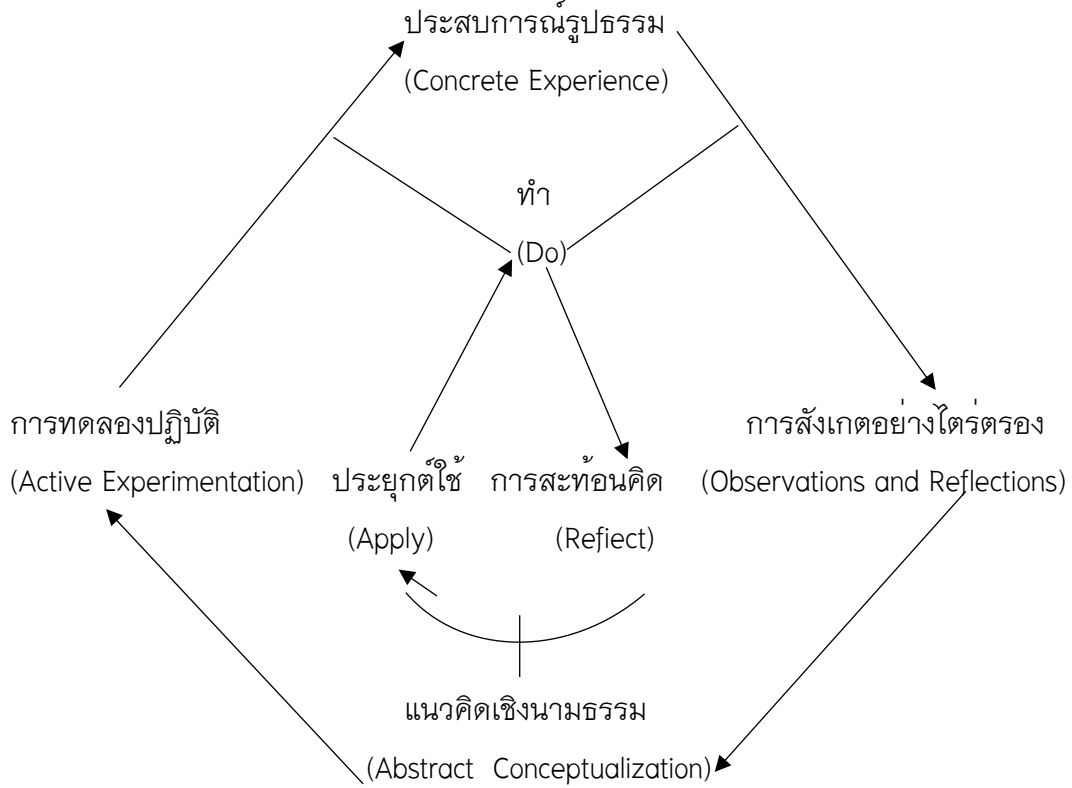 ประสบการณ์รูปธรรม
(Concrete Experience)
ทำ
(Do)
การทดลองปฏิบัติ
(Active Experimentation)
ประยุกต์ใช้
(Apply)
การสะท้อนคิด
(Refiect)
การสังเกตอย่างไตร่ตรอง
(Observations and Reflections)
แนวคิดเชิงนามธรรม
(Abstract Conceptualization)